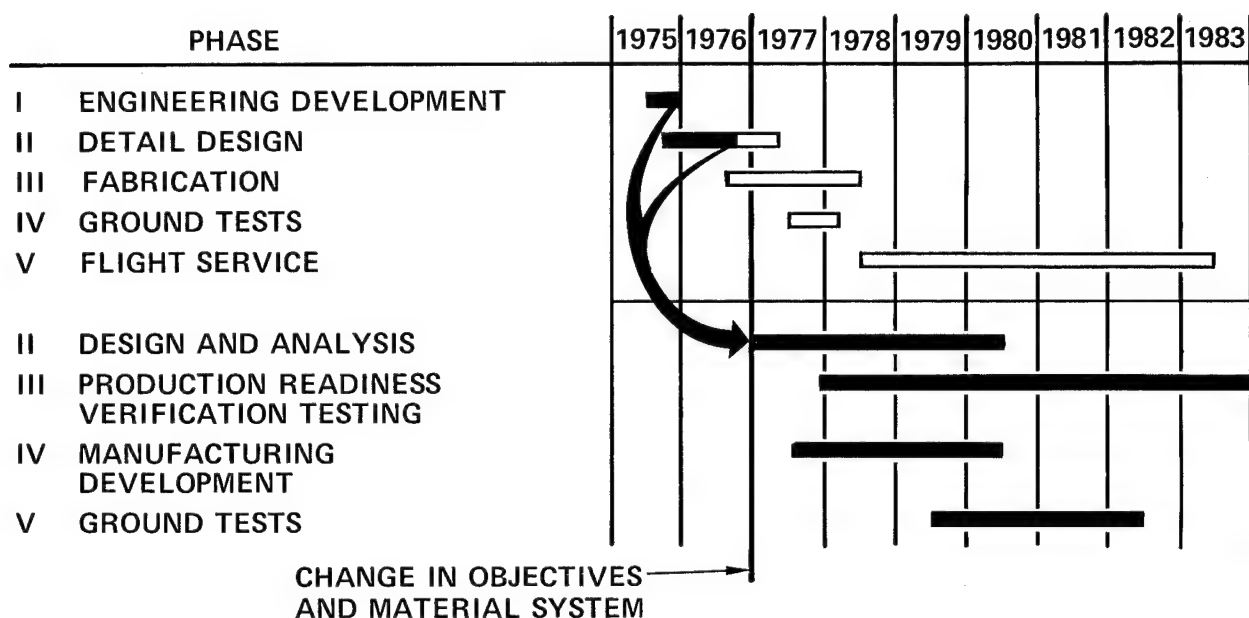 PHASE 1975 1976 1977 1978 1979 1980 1981 1982 1983
I ENGINEERING DEVELOPMENT
II DETAIL DESIGN
III FABRICATION
IV GROUND TESTS
V FLIGHT SERVICE
II DESIGN AND ANALYSIS
III PRODUCTION READINESS
VERIFICATION TESTING
IV MANUFACTURING
DEVELOPMENT
V GROUND TESTS
CHANGE IN OBJECTIVES
AND MATERIAL SYSTEM